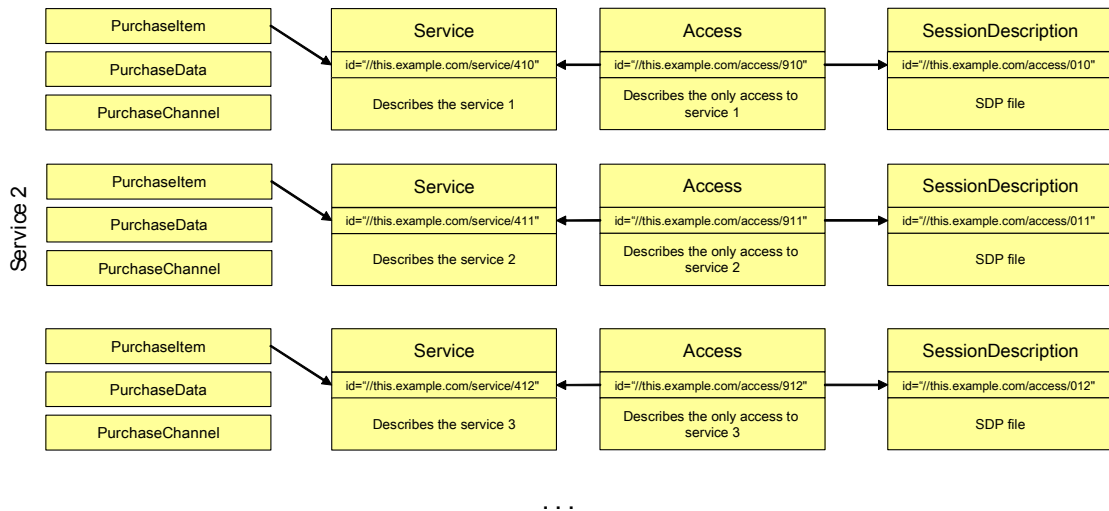 PurchaseItem
PurchaseData
PurchaseChannel
Service
id="//this.example.com/service/410"
Describes the service 1
Access
id="//this.example.com/access/910"
Describes the only access to
service 1
SessionDescription
id="//this.example.com/access/010"
SDP file
Service 2
PurchaseItem
PurchaseData
PurchaseChannel
Service
id="//this.example.com/service/411"
Describes the service 2
Access
id="//this.example.com/access/911"
Describes the only access to
service 2
SessionDescription
id="//this.example.com/access/011"
SDP file
PurchaseItem
PurchaseData
PurchaseChannel
Service
id="//this.example.com/service/412"
Describes the service 3
Access
id="//this.example.com/access/912"
Describes the only access to
service 3
SessionDescription
id="//this.example.com/access/012"
SDP file
...